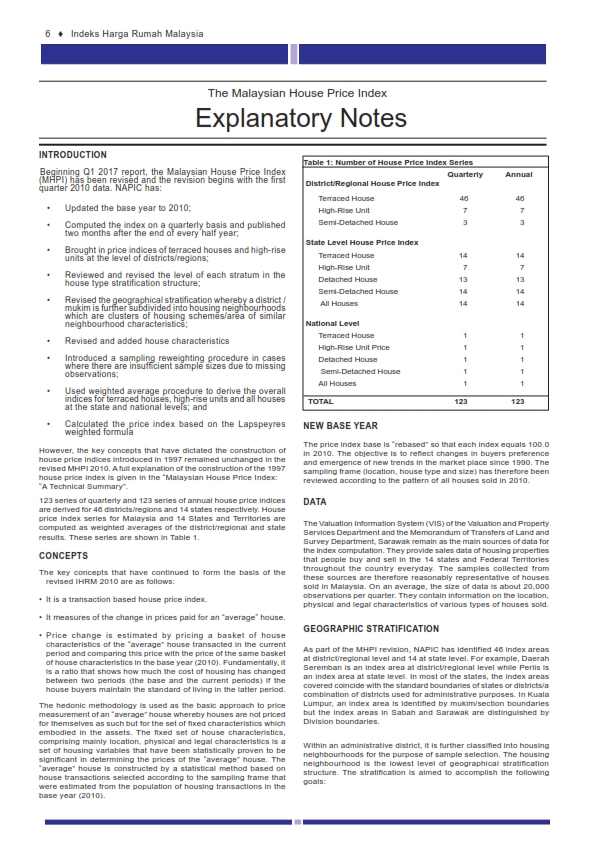 6 ♦ Indeks Harga Rumah Malaysia
The Malaysian House Price Index
Explanatory Notes
INTRODUCTION
Beginning Q1 2017 report, the Malaysian House Price Index
(MHPI) has been revised and the revision begins with the first
quarter 2010 data. NAPIC has:
• Updated the base year to 2010;
• Computed the index on a quarterly basis and published
two months after the end of every half year;
• Brought in price indices of terraced houses and high-rise
units at the level of districts/regions;
• Reviewed and revised the level of each stratum in the
house type stratification structure;
• Revised the geographical stratification whereby a district /
mukim is further subdivided into housing neighbourhoods
which are clusters of housing schemes/area of similar
neighbourhood characteristics;
• Revised and added house characteristics
• Introduced a sampling reweighting procedure in cases
where there are insufficient sample sizes due to missing
observations;
• Used weighted average procedure to derive the overall
indices for terraced houses, high-rise units and all houses
at the state and national levels; and
• Calculated the price index based on the Lapspeyres
weighted formula
However, the key concepts that have dictated the construction of
house price indices introduced in 1997 remained unchanged in the
revised MHPI 2010. A full explanation of the construction of the 1997
house price index is given in the "Malaysian House Price Index:
"A Technical Summary".
123 series of quarterly and 123 series of annual house price indices
are derived for 46 districts/regions and 14 states respectively. House
price index series for Malaysia and 14 States and Territories are
computed as weighted averages of the district/regional and state
results. These series are shown in Table 1.
CONCEPTS
The key concepts that have continued to form the basis of the
revised IHRM 2010 are as follows:
• It is a transaction based house price index.
• It measures of the change in prices paid for an "average" house.
• Price change is estimated by pricing a basket of house
characteristics of the "average" house transacted in the current
period and comparing this price with the price of the same basket
of house characteristics in the base year (2010). Fundamentally, it
is a ratio that shows how much the cost of housing has changed
between two periods (the base and the current periods) if the
house buyers maintain the standard of living in the latter period.
The hedonic methodology is used as the basic approach to price
measurement of an "average" house whereby houses are not priced
for themselves as such but for the set of fixed characteristics which
embodied in the assets. The fixed set of house characteristics,
comprising mainly location, physical and legal characteristics is a
set of housing variables that have been statistically proven to be
significant in determining the prices of the "average" house. The
"average" house is constructed by a statistical method based on
house transactions selected according to the sampling frame that
were estimated from the population of housing transactions in the
base year (2010).
Table 1: Number of House Price Index Series
Quarterly Annual
District/Regional House Price Index
Terraced House 46 46
High-Rise Unit 7 7
Semi-Detached House 3 3
State Level House Price Index
Terraced House 14 14
High-Rise Unit 7 7
Detached House 13 13
Semi-Detached House 14 14
All Houses 14 14
National Level
Terraced House 1 1
High-Rise Unit Price 1 1
Detached House 1 1
Semi-Detached House 1 1
All Houses 1 1
TOTAL 123 123
NEW BASE YEAR
The price index base is "rebased" so that each index equals 100.0
in 2010. The objective is to reflect changes in buyers preference
and emergence of new trends in the market place since 1990. The
sampling frame (location, house type and size) has therefore been
reviewed according to the pattern of all houses sold in 2010.
DATA
The Valuation Information System (VIS) of the Valuation and Property
Services Department and the Memorandum of Transfers of Land and
Survey Department, Sarawak remain as the main sources of data for
the index computation. They provide sales data of housing properties
that people buy and sell in the 14 states and Federal Territories
throughout the country everyday. The samples collected from
these sources are therefore reasonably representative of houses
sold in Malaysia. On an average, the size of data is about 20,000
observations per quarter. They contain information on the location,
physical and legal characteristics of various types of houses sold.
GEOGRAPHIC STRATIFICATION
As part of the MHPI revision, NAPIC has identified 46 index areas
at district/regional level and 14 at state level. For example, Daerah
Seremban is an index area at district/regional level while Perlis is
an index area at state level. In most of the states, the index areas
covered coincide with the standard boundaries of states or districts/a
combination of districts used for administrative purposes. In Kuala
Lumpur, an index area is identified by mukim/section boundaries
but the index areas in Sabah and Sarawak are distinguished by
Division boundaries.
Within an administrative district, it is further classified into housing
neighbourhoods for the purpose of sample selection. The housing
neighbourhood is the lowest level of geographical stratification
structure. The stratification is aimed to accomplish the following
goals: